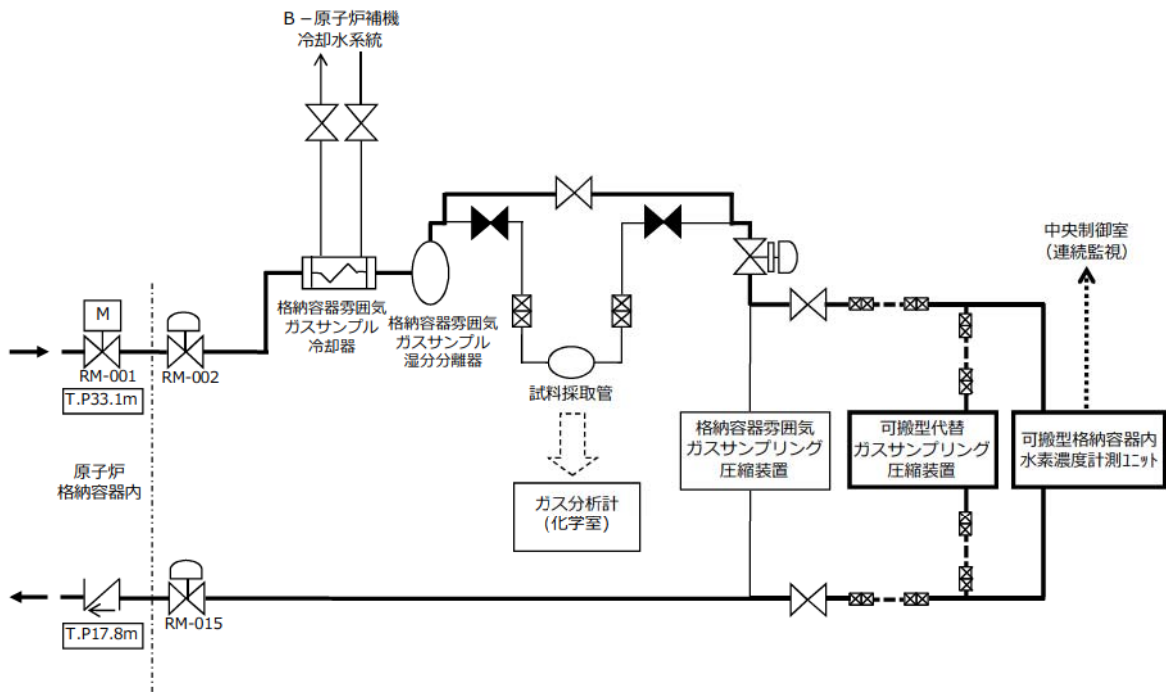 B－原子炉補機
冷却水系統
中央制御室
(連続監視)
M
格納容器雰囲気
ガスサンプル
冷却器
格納容器雰囲気
ガスサンプル
湿分分離器
RM-001
RM-002
T.P33.1m
試料採取管
格納容器雰囲気
ガスサンプリング
圧縮装置
可搬型代替
ガスサンプリング
圧縮装置
可搬型格納容器内
水素濃度計測ﾕﾆｯﾄ
原子炉
格納容器内
ガス分析計
(化学室)
T.P17.8m
RM-015